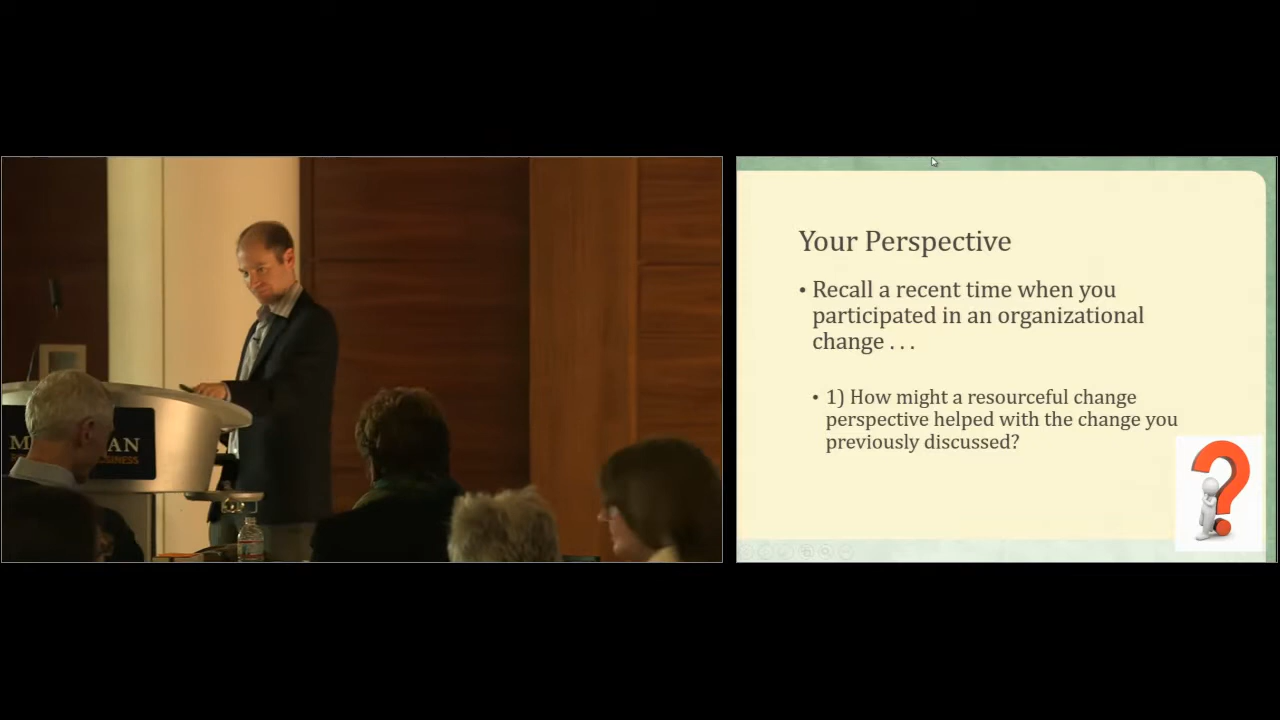 Your Perspective
• Recall a recent time when you
participated in an organizational
change . . .
• 1) How might a resourceful change
perspective helped with the change you
previously discussed?